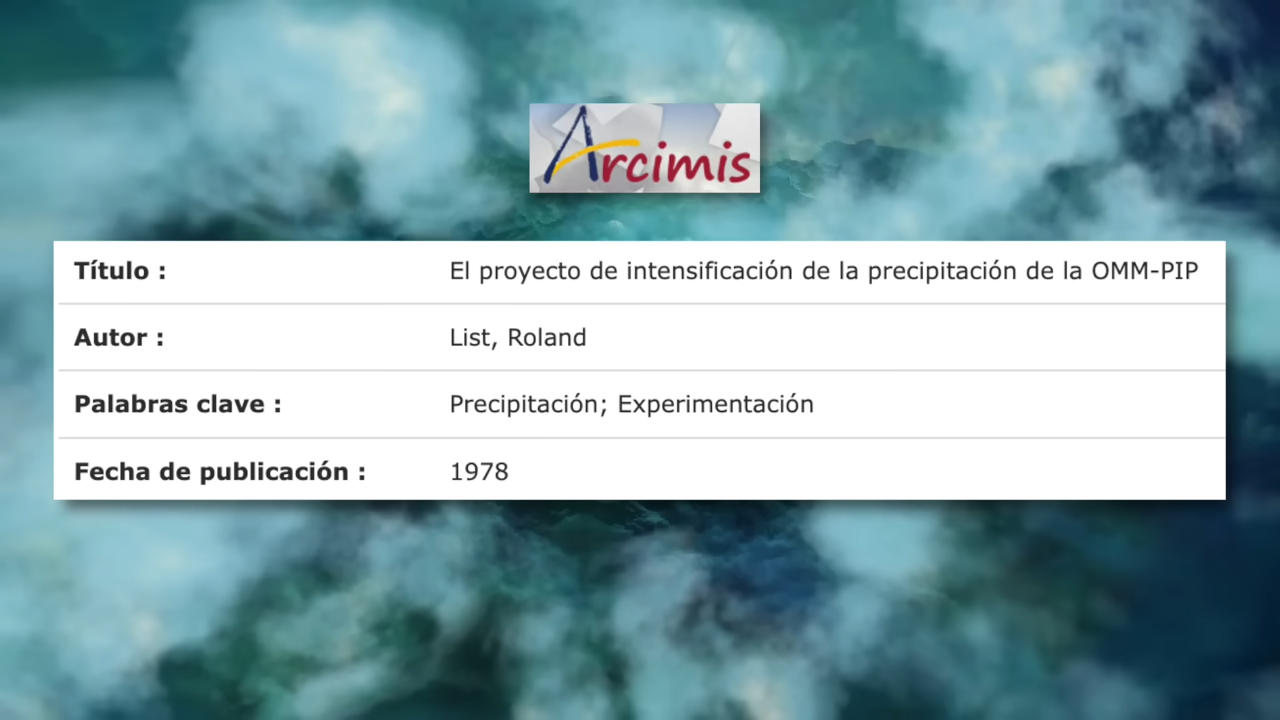 Arcimis
Título : El proyecto de intensificación de la precipitación de la OMM-PIP
Autor : List, Roland
Palabras clave : Precipitación; Experimentación
Fecha de publicación : 1978